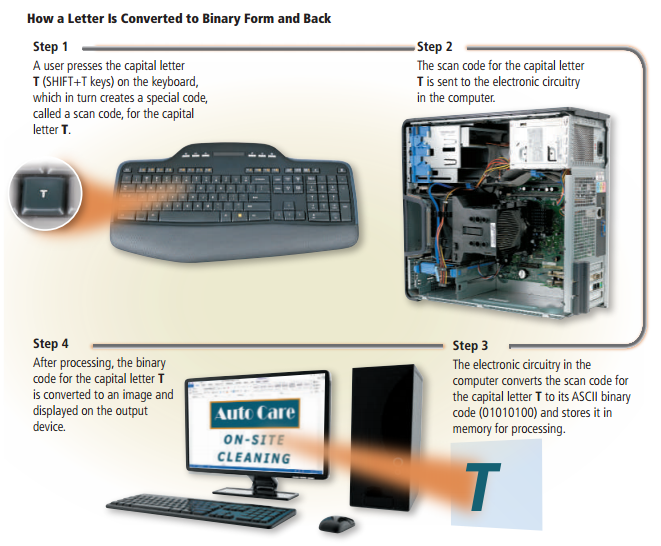 How a Letter Is Converted to Binary Form and Back
Step 1
A user presses the capital letter
T (SHIFT+T keys) on the keyboard,
which in turn creates a special code,
called a scan code, for the capital
letter T.
T
Step 2
The scan code for the capital letter
T is sent to the electronic circuitry
in the computer.
Step 3
The electronic circuitry in the
computer converts the scan code for
the capital letter T to its ASCII binary
code (01010100) and stores it in
memory for processing.
T
Step 4
After processing, the binary
code for the capital letter T
is converted to an image and
displayed on the output
device.
Auto Care
ON-SITE
CLEANING